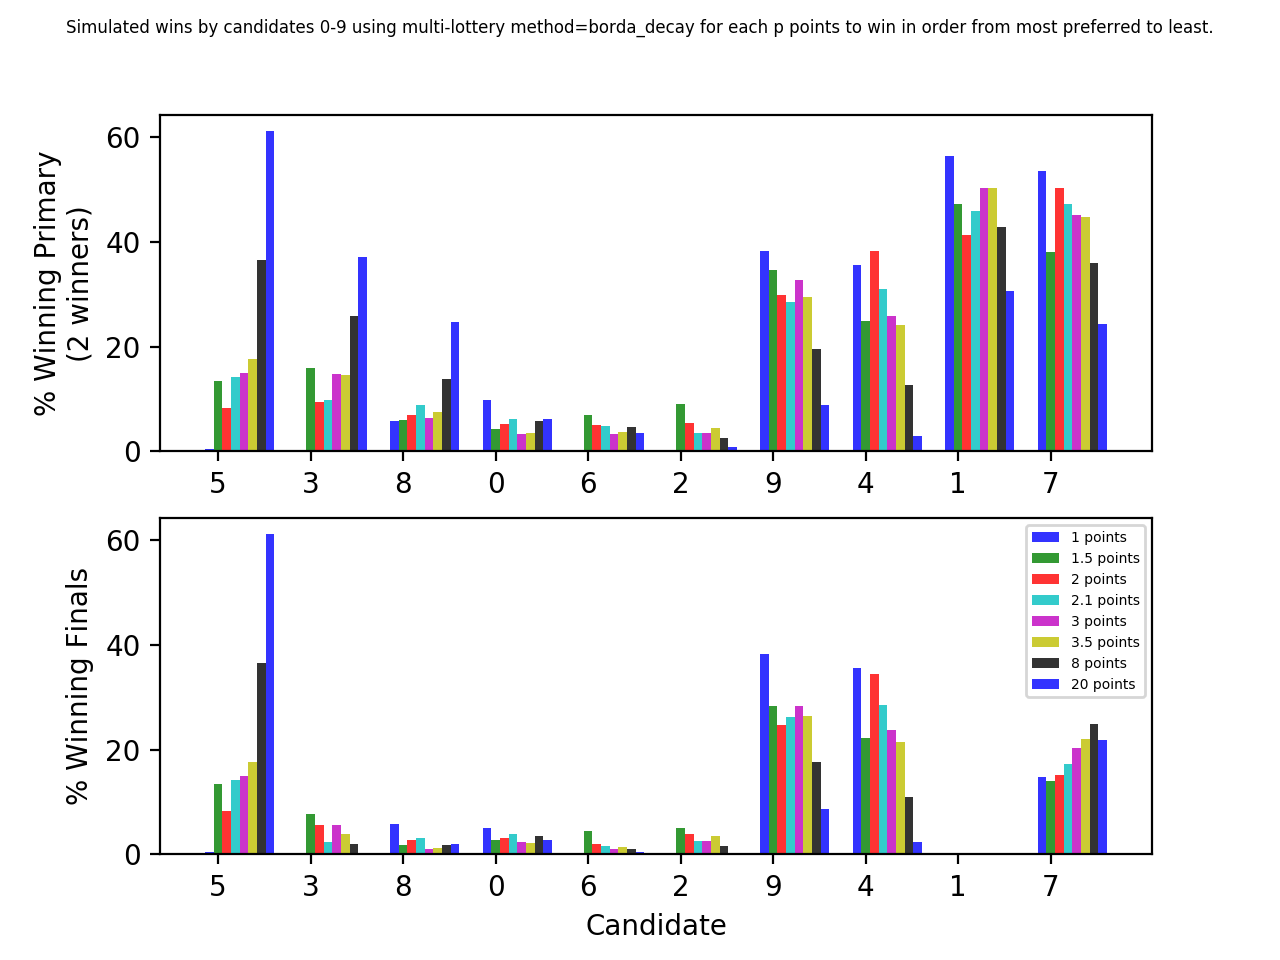 Simulated wins by candidates 0-9 using multi-lottery method=borda_decay for each p points to win in order from most preferred to least.
% Winning Primary
(2 winners)
60
40
20
0
5 3 8 0 6 2 9 4 1 7
% Winning Finals
60
40
20
0
1 points
1.5 points
2 points
2.1 points
3 points
3.5 points
8 points
20 points
5 3 8 0 6 2 9 4 1 7
Candidate